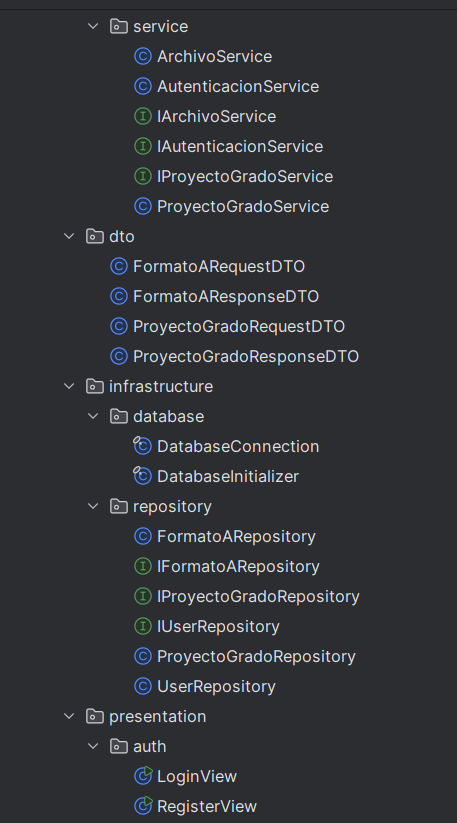 service
ArchivoService
AutenticacionService
IArchivoService
IAutenticacionService
IProyectoGradoService
ProyectoGradoService
dto
FormatoARequestDTO
FormatoAResponseDTO
ProyectoGradoRequestDTO
ProyectoGradoResponseDTO
infrastructure
database
DatabaseConnection
DatabaseInitializer
repository
FormatoARepository
IFormatoARepository
IProyectoGradoRepository
IUserRepository
ProyectoGradoRepository
UserRepository
presentation
auth
LoginView
RegisterView